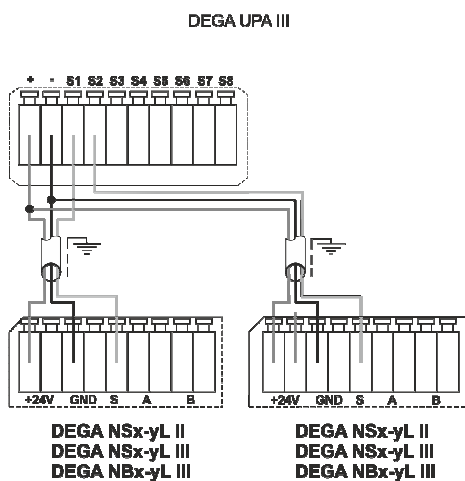 DEGA UPA III
+ - S1 S2 S3 S4 S5 S6 S7 S8
+24V GND S A B
+24V GND S A B
DEGA NSx-yL II
DEGA NSx-yL III
DEGA NBx-yL III
DEGA NSx-yL II
DEGA NSx-yL III
DEGA NBx-yL III